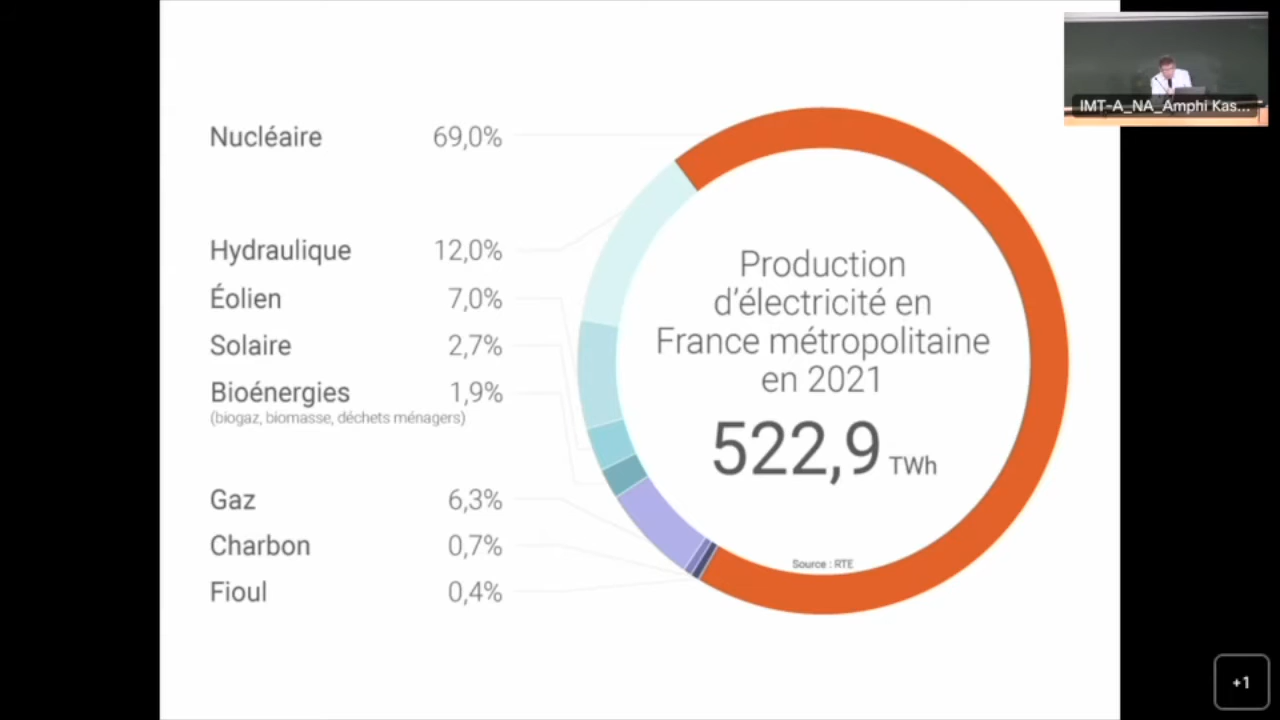 Nucléaire 69,0%
Hydraulique 12,0%
Éolien 7,0%
Solaire 2,7%
Bioénergies 1,9%
(biogaz, biomasse, déchets ménagers)
Gaz 6,3%
Charbon 0,7%
Fioul 0,4%
Production
d'électricité en
France métropolitaine
en 2021
522,9 TWh
Source : RTE
IMT-A_NA_Amphi Kas...
+1